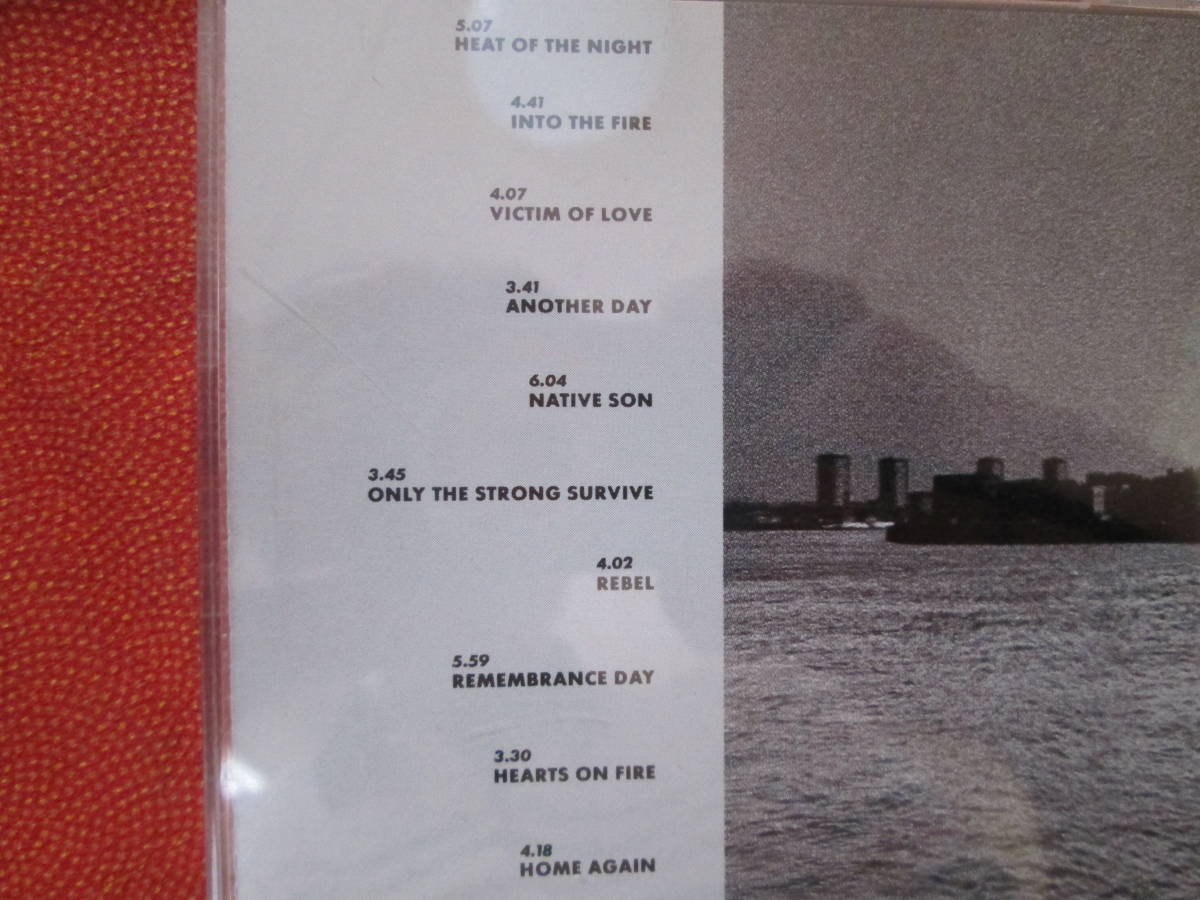 5.07
HEAT OF THE NIGHT
4.41
INTO THE FIRE
4.07
VICTIM OF LOVE
3.41
ANOTHER DAY
6.04
NATIVE SON
3.45
ONLY THE STRONG SURVIVE
4.02
REBEL
5.59
REMEMBRANCE DAY
3.30
HEARTS ON FIRE
4.18
HOME AGAIN